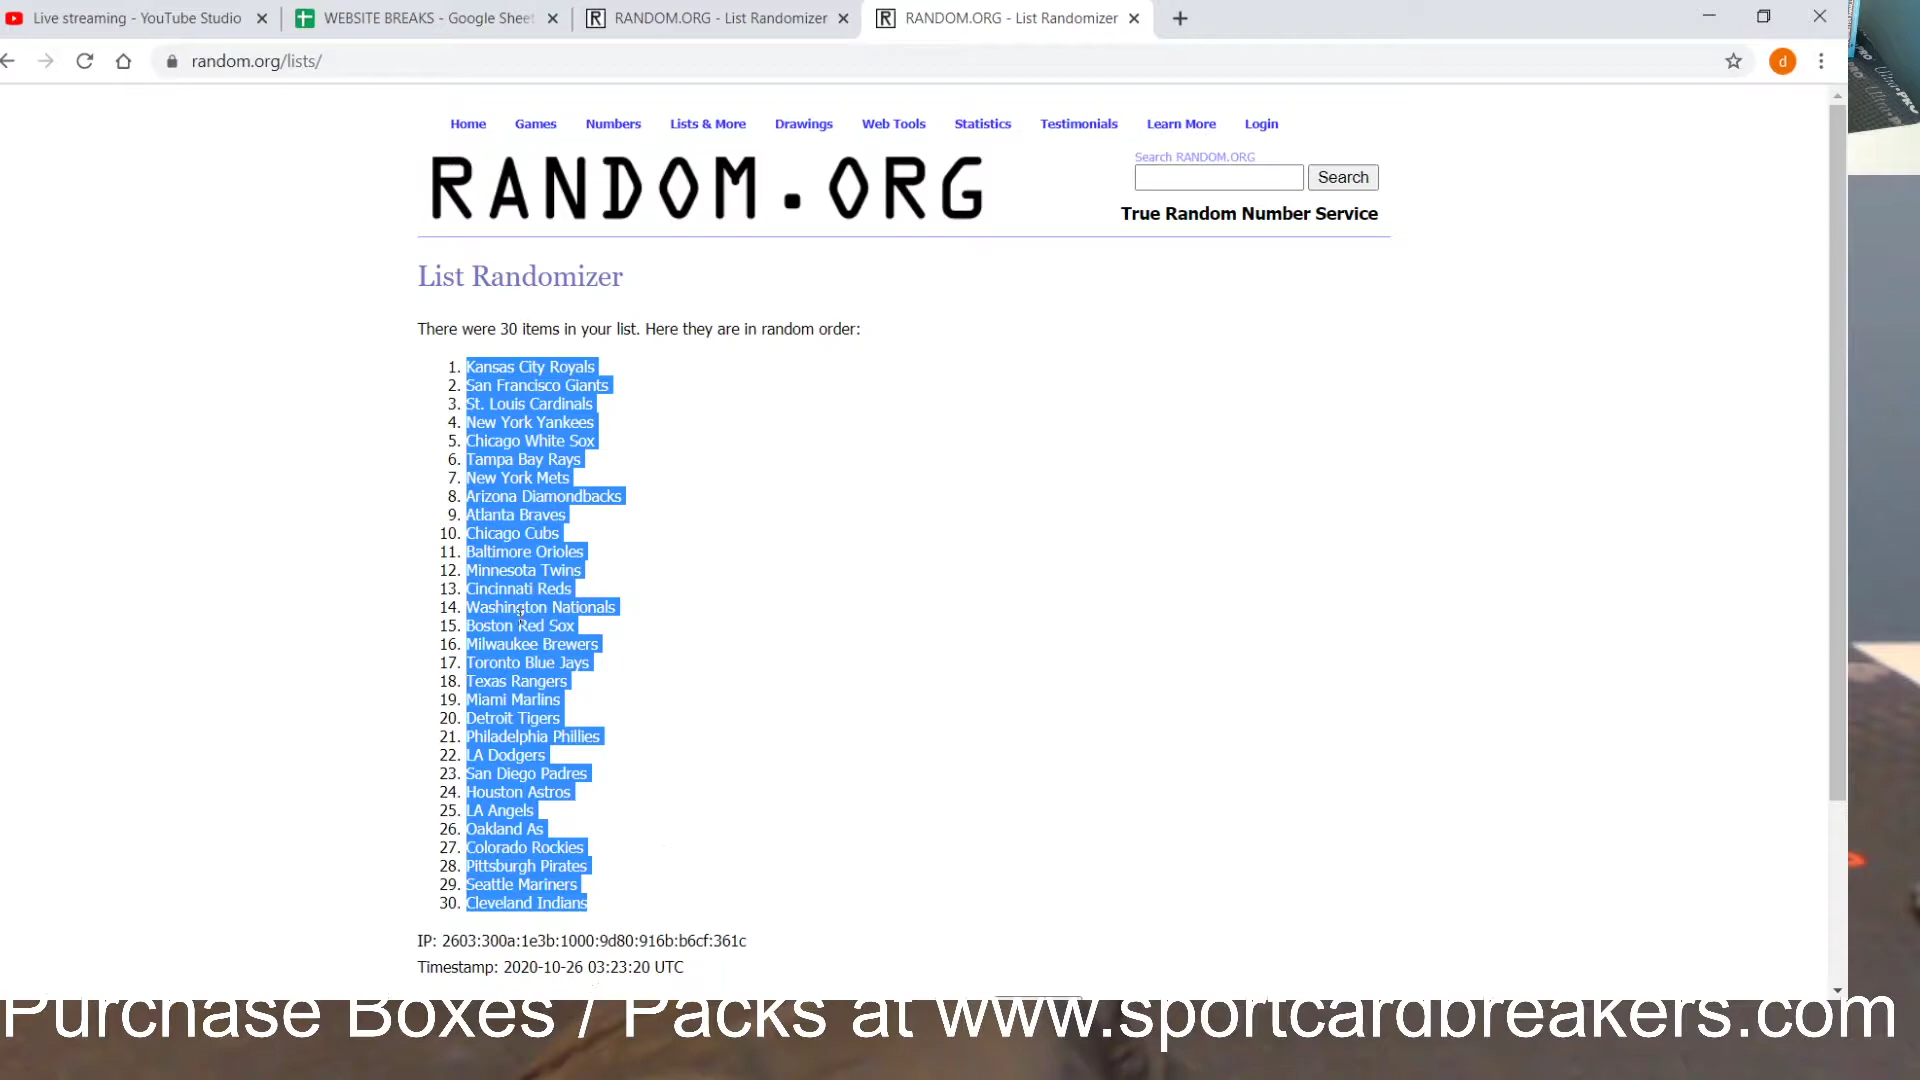 Live streaming - YouTube Studio
WEBSITE BREAKS - Google Sheet
RANDOM.ORG - List Randomizer
RANDOM.ORG - List Randomizer
random.org/lists/
d
Home Games Numbers Lists & More Drawings Web Tools Statistics Testimonials Learn More Login
RANDOM.ORG
Search RANDOM.ORG
Search
True Random Number Service
List Randomizer
There were 30 items in your list. Here they are in random order:
1. Kansas City Royals
2. San Francisco Giants
3. St. Louis Cardinals
4. New York Yankees
5. Chicago White Sox
6. Tampa Bay Rays
7. New York Mets
8. Arizona Diamondbacks
9. Atlanta Braves
10. Chicago Cubs
11. Baltimore Orioles
12. Minnesota Twins
13. Cincinnati Reds
14. Washington Nationals
15. Boston Red Sox
16. Milwaukee Brewers
17. Toronto Blue Jays
18. Texas Rangers
19. Miami Marlins
20. Detroit Tigers
21. Philadelphia Phillies
22. LA Dodgers
23. San Diego Padres
24. Houston Astros
25. LA Angels
26. Oakland As
27. Colorado Rockies
28. Pittsburgh Pirates
29. Seattle Mariners
30. Cleveland Indians
IP: 2603:300a:1e3b:1000:9d80:916b:b6cf:361c
Timestamp: 2020-10-26 03:23:20 UTC
Purchase Boxes / Packs at www.sportcardbreakers.com